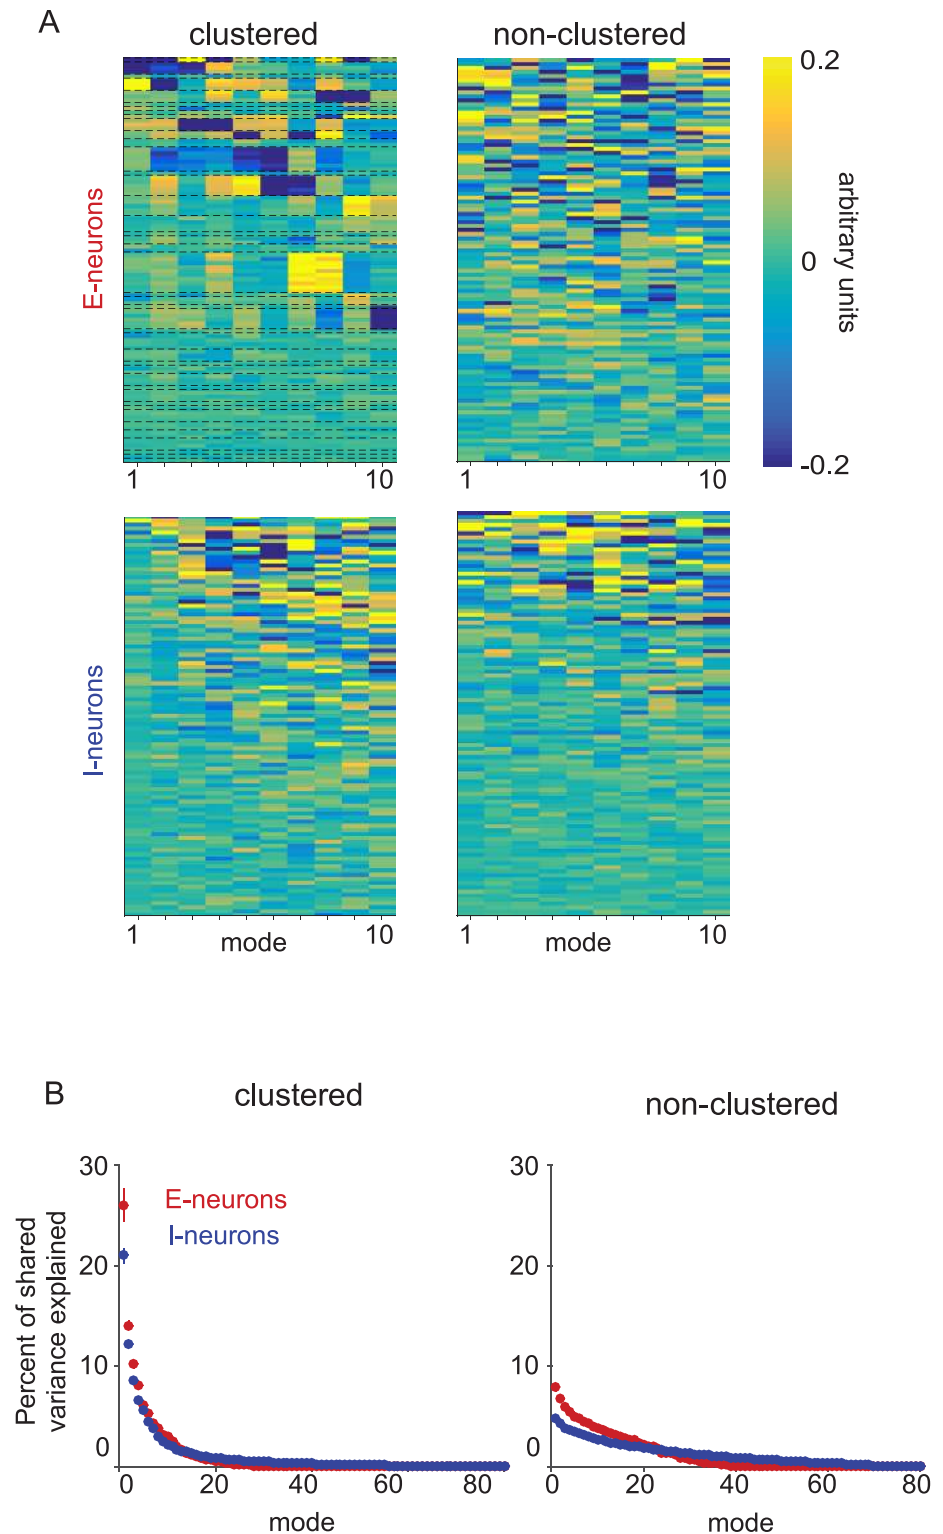 A
clustered
non-clustered
E-neurons
0.2
0
-0.2
arbitrary units
1
10
1
10
I-neurons
1
mode
10
1
mode
10
B
clustered
non-clustered
Percent of shared
variance explained
30
20
10
0
E-neurons
I-neurons
0
20
40
60
80
mode
30
20
10
0
0
20
40
60
80
mode